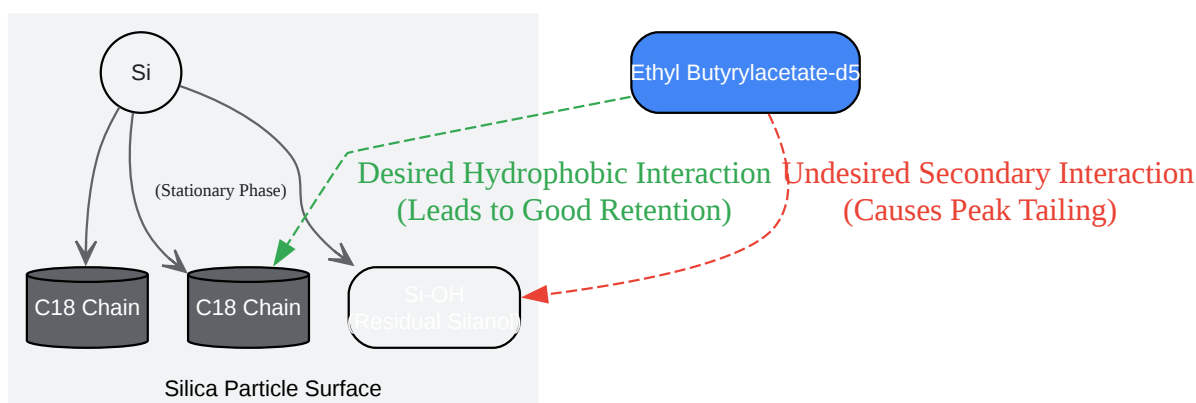 Si
Ethyl Butyrylacetate-d5
(Stationary Phase)
Desired Hydrophobic Interaction
(Leads to Good Retention)
Undesired Secondary Interaction
(Causes Peak Tailing)
C18 Chain
C18 Chain
Si-OH
(Residual Silanol)
Silica Particle Surface